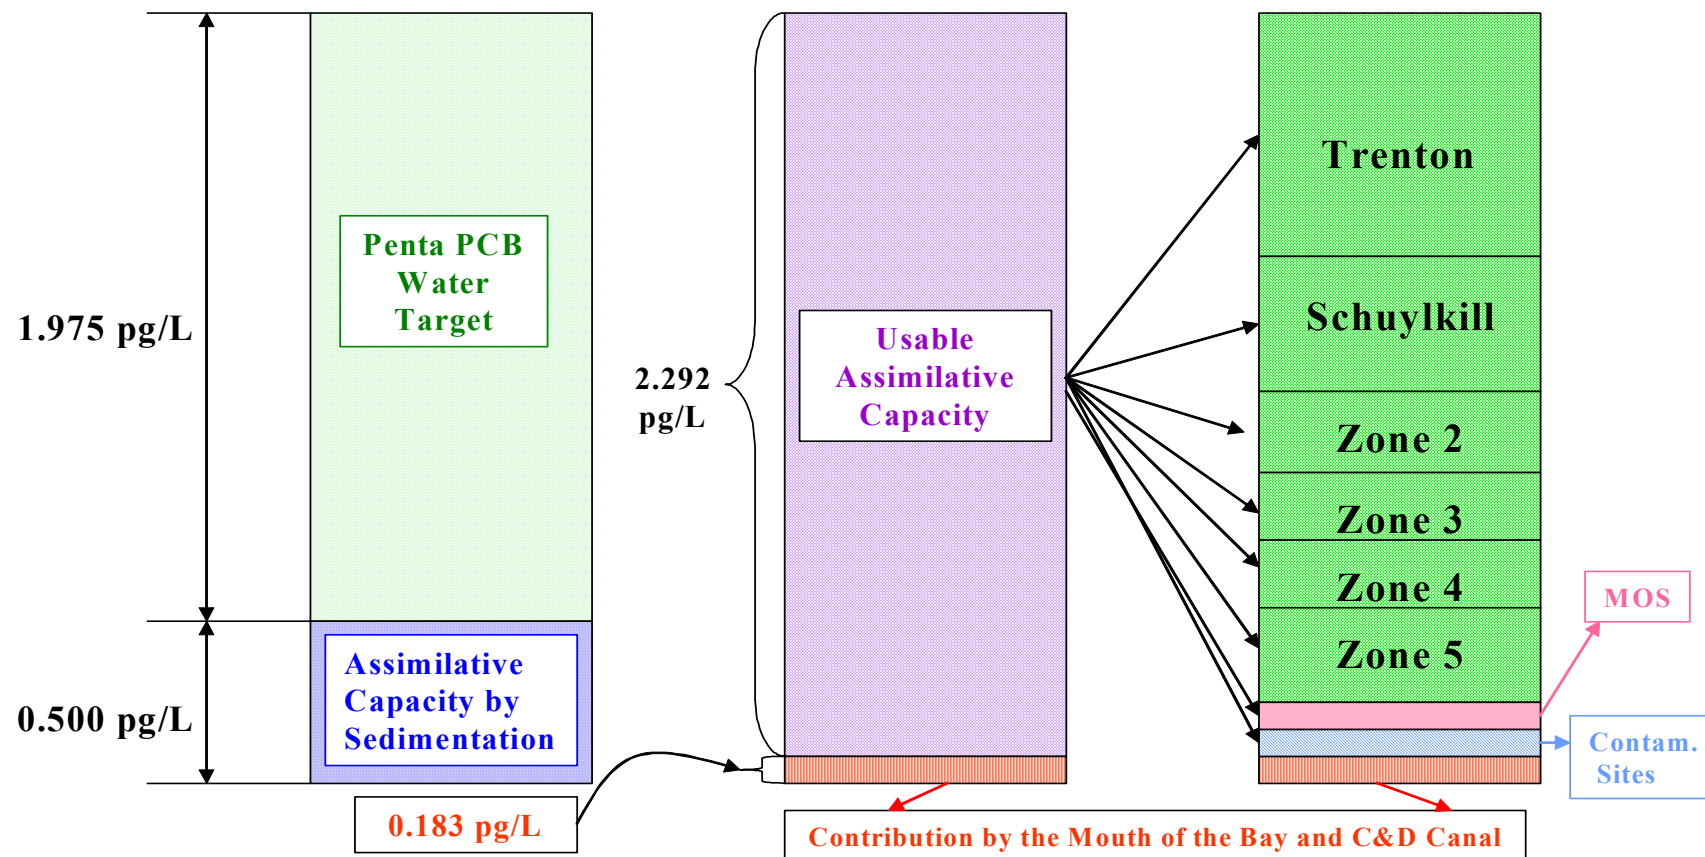 1.975 pg/L
0.500 pg/L
Penta PCB
Water
Target
Assimilative
Capacity by
Sedimentation
0.183 pg/L
2.292
pg/L
Usable
Assimilative
Capacity
Trenton
Schuylkill
Zone 2
Zone 3
Zone 4
Zone 5
MOS
Contam.
Sites
Contribution by the Mouth of the Bay and C&D Canal